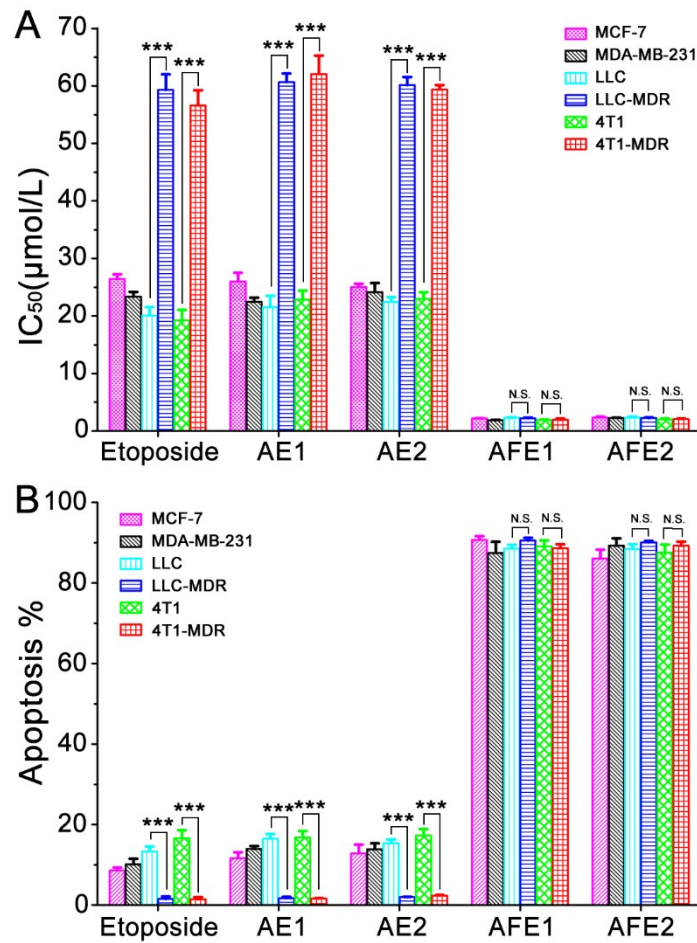 A
IC50(μmol/L)
70
60
50
40
30
20
10
0
MCF-7
MDA-MB-231
LLC
LLC-MDR
4T1
4T1-MDR
*** *** *** *** *** ***
N.S. N.S. N.S. N.S.
Etoposide AE1 AE2 AFE1 AFE2
B
Apoptosis %
100
80
60
40
20
0
MCF-7
MDA-MB-231
LLC
LLC-MDR
4T1
4T1-MDR
N.S. N.S. N.S. N.S.
*** *** *** *** *** ***
Etoposide AE1 AE2 AFE1 AFE2